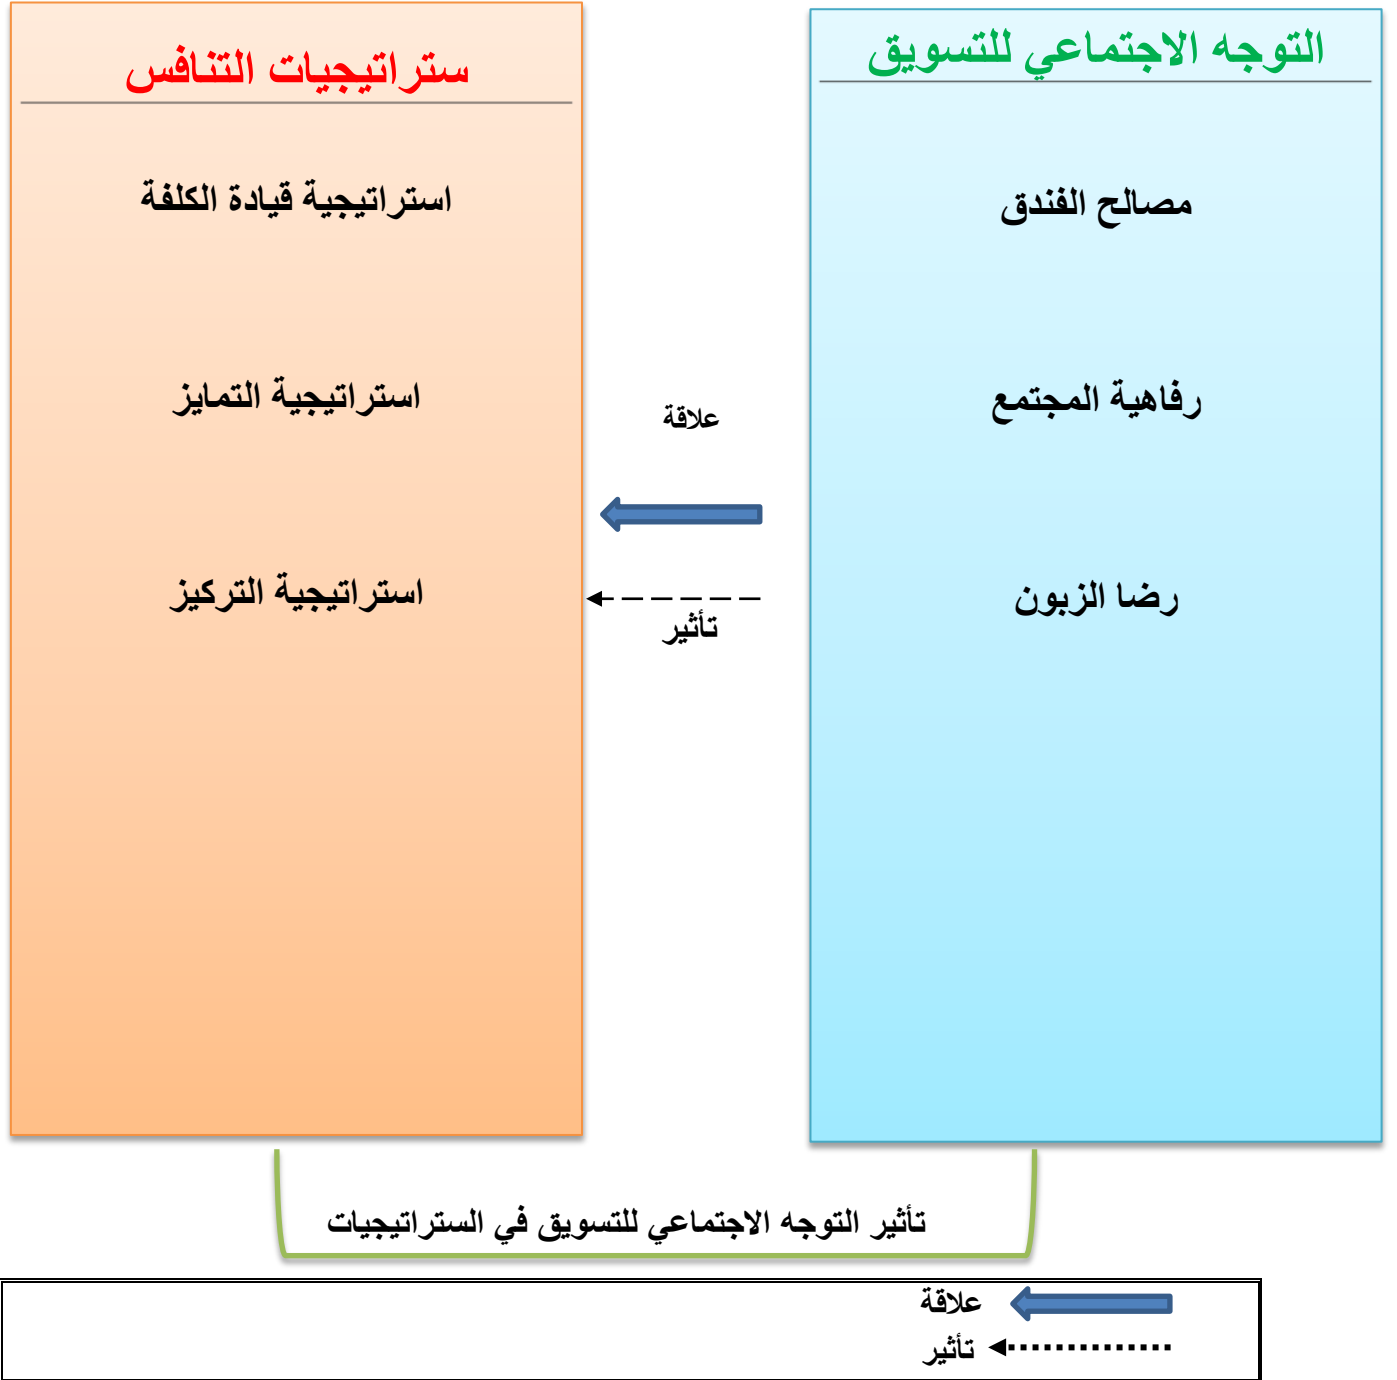 التوجه الاجتماعي للتسويق
مصالح الفندق
رفاهية المجتمع
رضا الزبون
علاقة
تأثير
ستراتيجيات التنافس
استراتيجية قيادة الكلفة
استراتيجية التمايز
استراتيجية التركيز
تأثير التوجه الاجتماعي للتسويق في الستراتيجيات
علاقة
تأثير